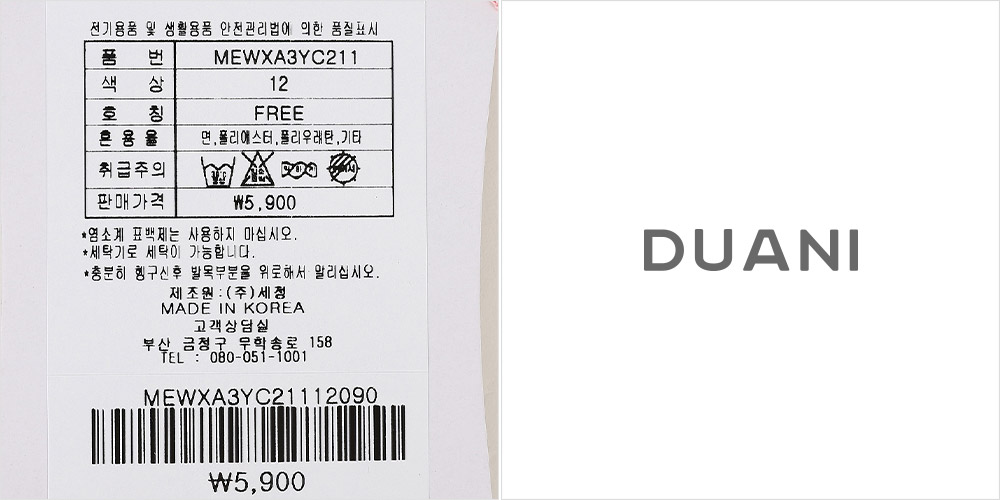 전기용품 및 생활용품 안전관리법에 의한 품질표시
품 번 MEWXA3YC211
색 상 12
호 칭 FREE
혼 용 율 면,폴리에스터,폴리우레탄,기타
취급주의
판매가격 ₩5,900
*염소계 표백제는 사용하지 마십시오.
*세탁기로 세탁이 가능합니다.
*충분히 헹구신후 발목부분을 위로해서 말리십시오.
제조원:(주)세정
MADE IN KOREA
고객상담실
부산 금정구 무학송로 158
TEL : 080-051-1001
MEWXA3YC21112090
₩5,900
DUANI